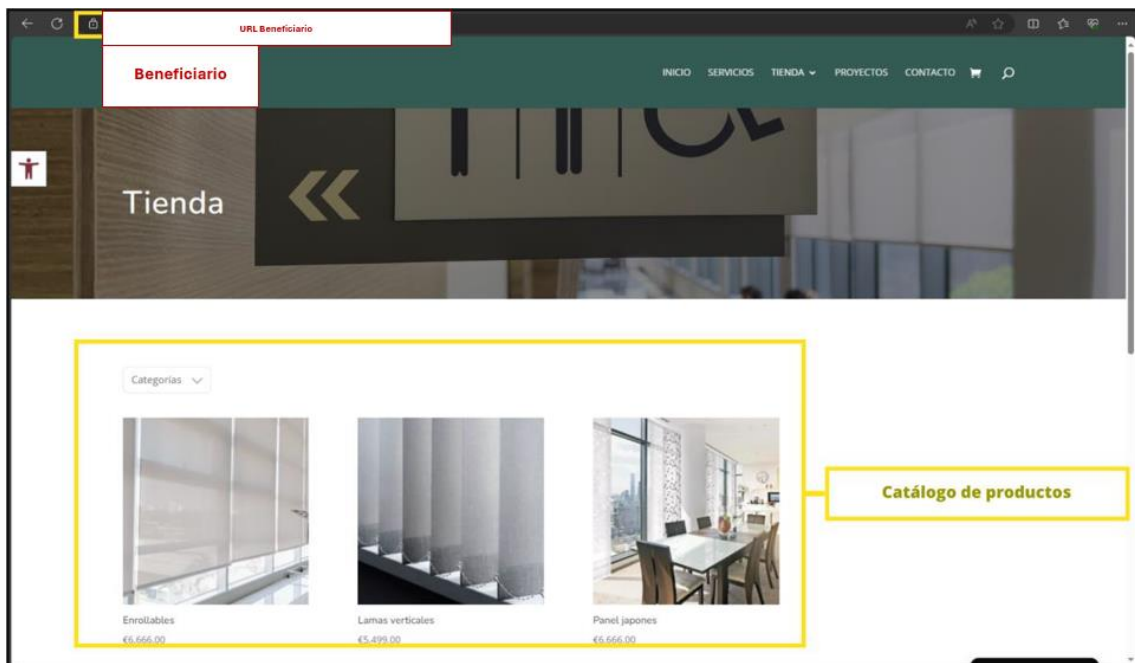 URL Beneficiario
Beneficiario
INICIO SERVICIOS TIENDA PROYECTOS CONTACTO
Tienda
Categorías
Catálogo de productos
Enrollables Lamas verticales Panel japones
€6,666.00 €5,499.00 €6,666.00